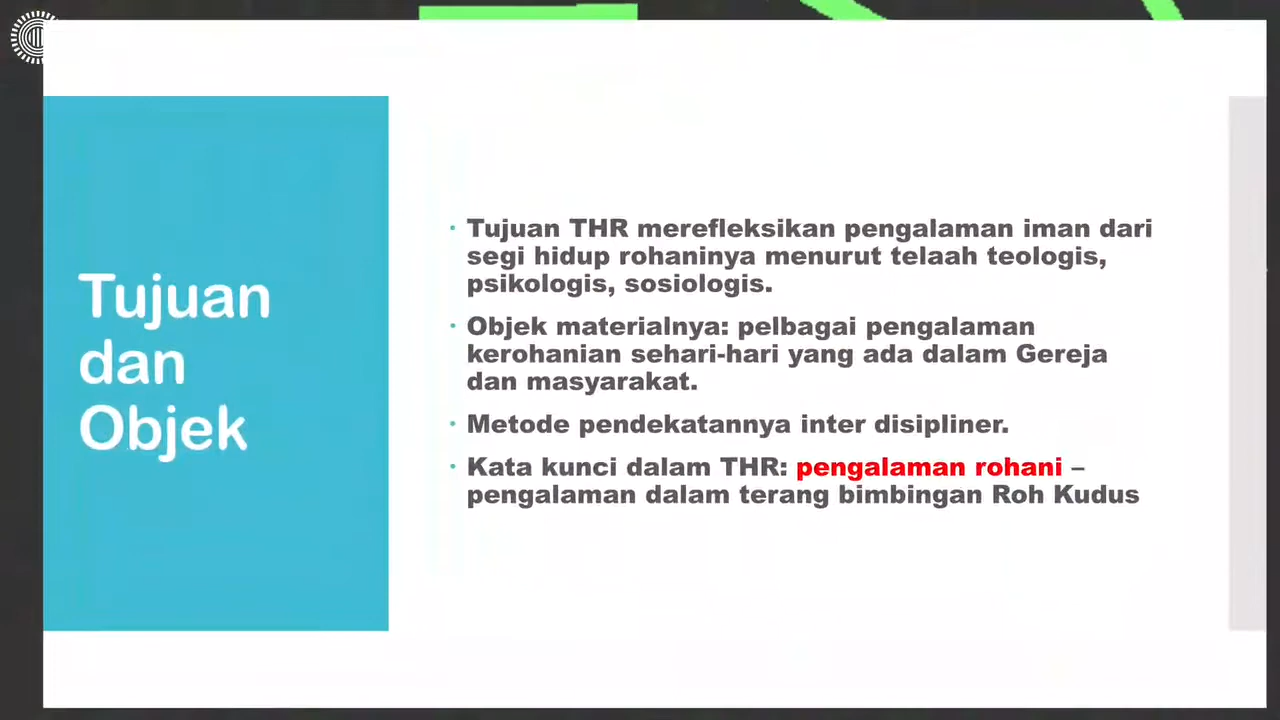 Tujuan
dan
Objek
· Tujuan THR merefleksikan pengalaman iman dari
segi hidup rohaninya menurut telaah teologis,
psikologis, sosiologis.
· Objek materialnya: pelbagai pengalaman
kerohanian sehari-hari yang ada dalam Gereja
dan masyarakat.
· Metode pendekatannya inter disipliner.
· Kata kunci dalam THR: pengalaman rohani –
pengalaman dalam terang bimbingan Roh Kudus